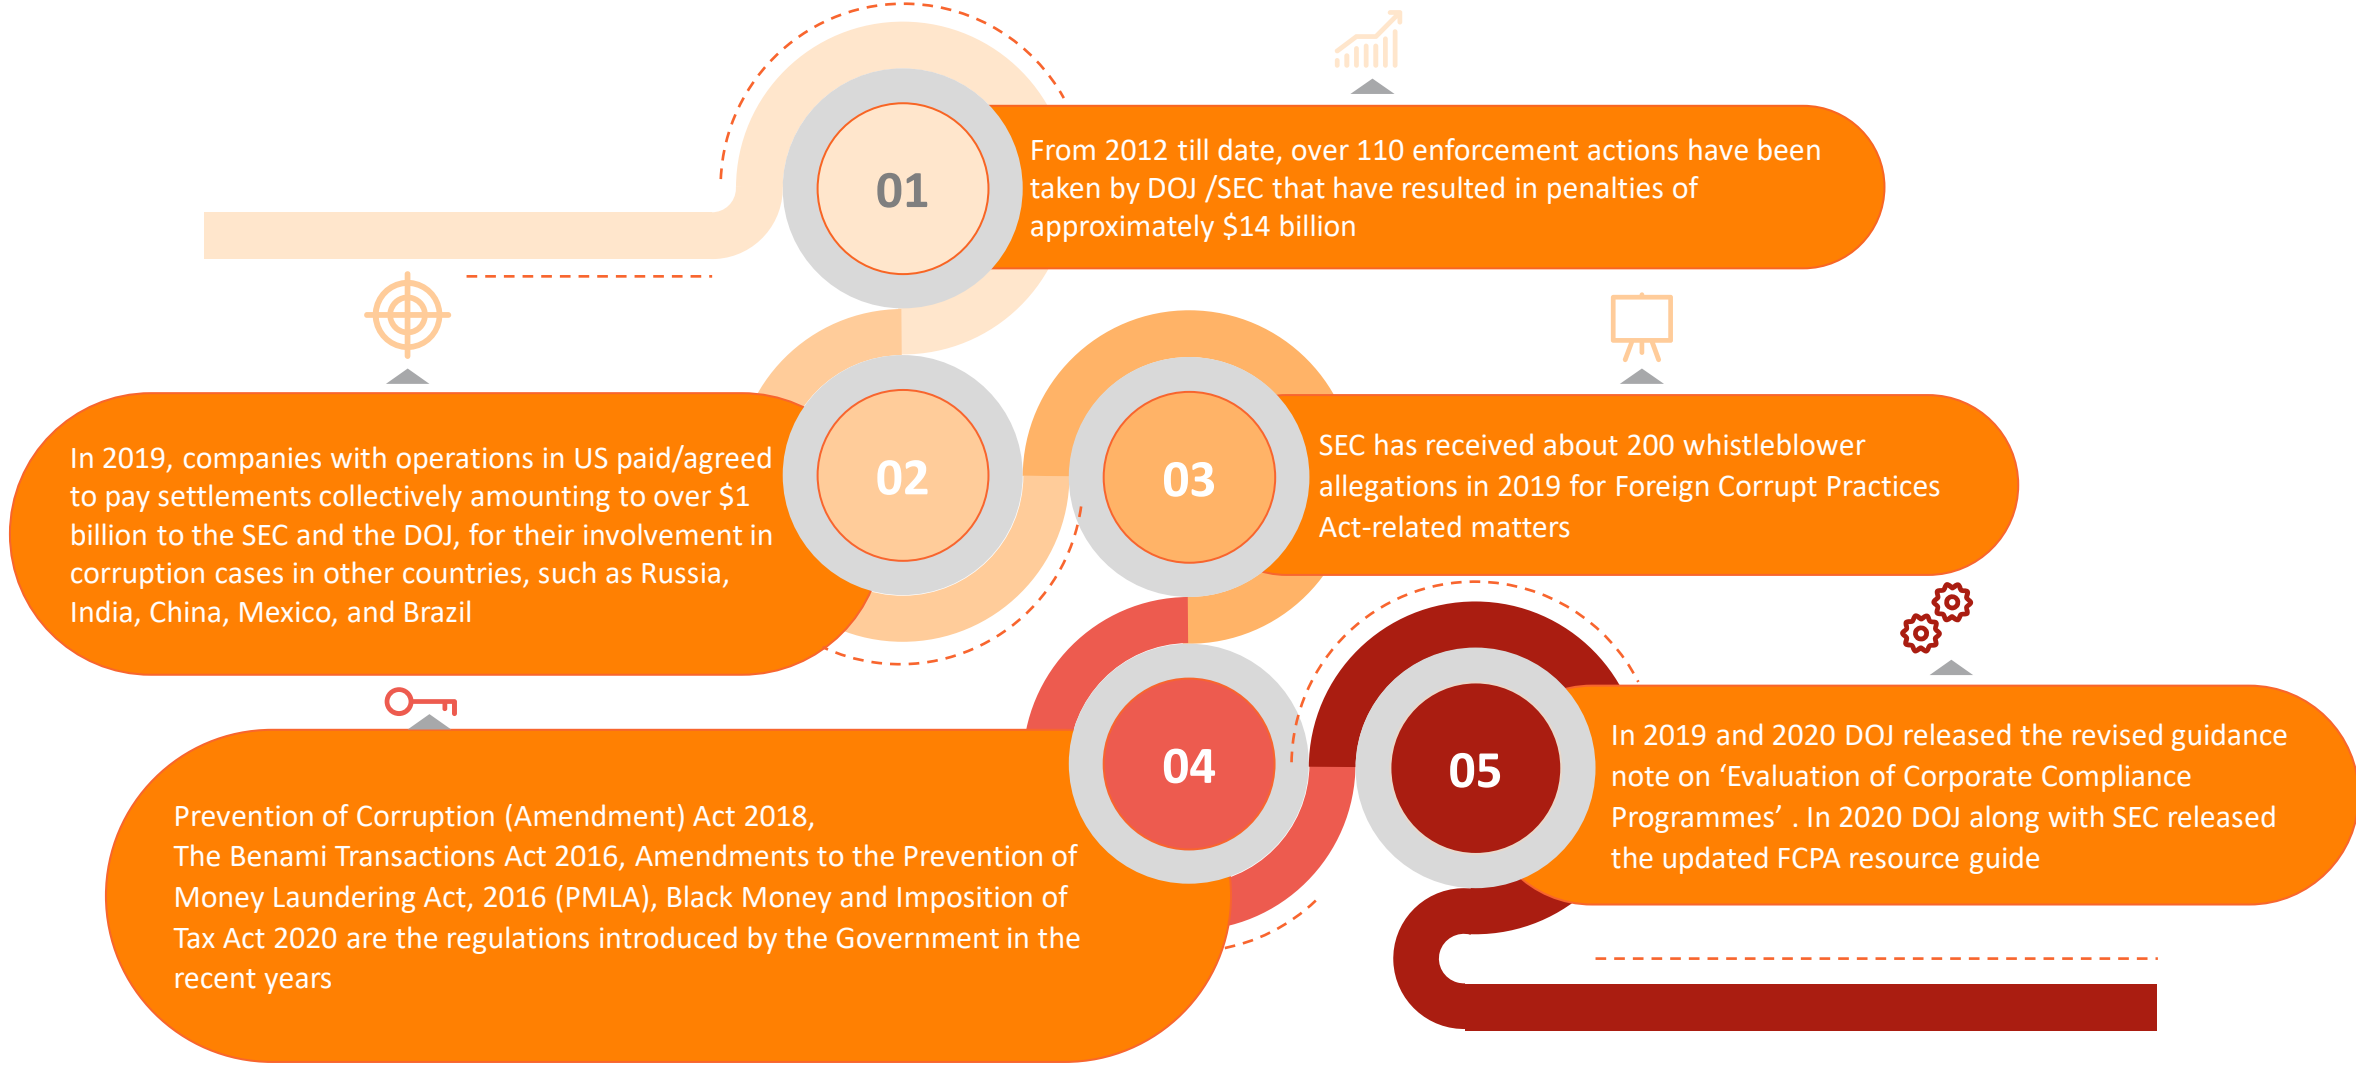 01
From 2012 till date, over 110 enforcement actions have been
taken by DOJ /SEC that have resulted in penalties of
approximately $14 billion
02
In 2019, companies with operations in US paid/agreed
to pay settlements collectively amounting to over $1
billion to the SEC and the DOJ, for their involvement in
corruption cases in other countries, such as Russia,
India, China, Mexico, and Brazil
03
SEC has received about 200 whistleblower
allegations in 2019 for Foreign Corrupt Practices
Act-related matters
04
Prevention of Corruption (Amendment) Act 2018,
The Benami Transactions Act 2016, Amendments to the Prevention of
Money Laundering Act, 2016 (PMLA), Black Money and Imposition of
Tax Act 2020 are the regulations introduced by the Government in the
recent years
05
In 2019 and 2020 DOJ released the revised guidance
note on ‘Evaluation of Corporate Compliance
Programmes’ . In 2020 DOJ along with SEC released
the updated FCPA resource guide